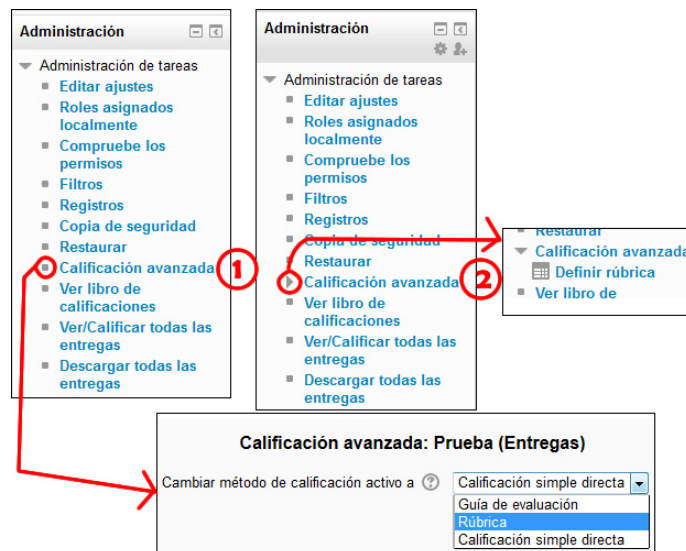 Administración
Administración de tareas
Editar ajustes
Roles asignados
localmente
Compruebe los
permisos
Filtros
Registros
Copia de seguridad
Restaurar
Calificación avanzada
Ver libro de
calificaciones
Ver/Calificar todas las
entregas
Descargar todas las
entregas
1
Administración
Administración de tareas
Editar ajustes
Roles asignados
localmente
Compruebe los
permisos
Filtros
Registros
Copia de seguridad
Restaurar
Calificación avanzada
Ver libro de
calificaciones
Ver/Calificar todas las
entregas
Descargar todas las
entregas
2
Restaurar
Calificación avanzada
Definir rúbrica
Ver libro de
Calificación avanzada: Prueba (Entregas)
Cambiar método de calificación activo a ? Calificación simple directa
Guía de evaluación
Rúbrica
Calificación simple directa